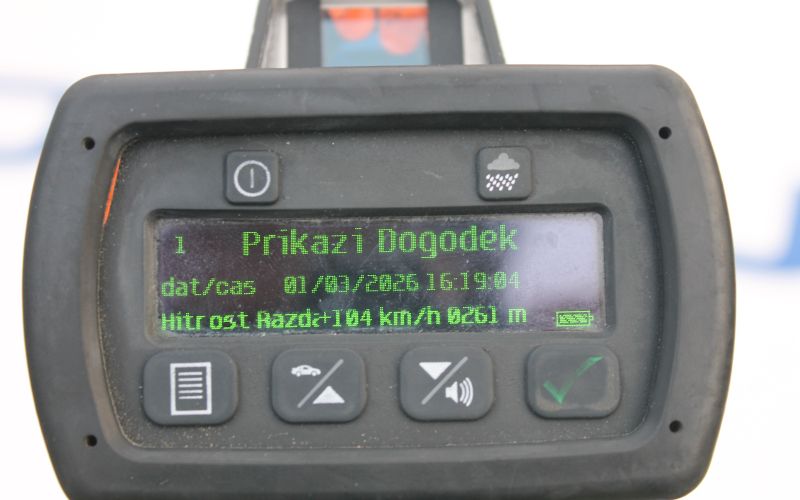 1 Prikazi Dogodek
dat/cas 01/03/2026 16:19:04
Hitrost Razda+104 km/h 0261 m